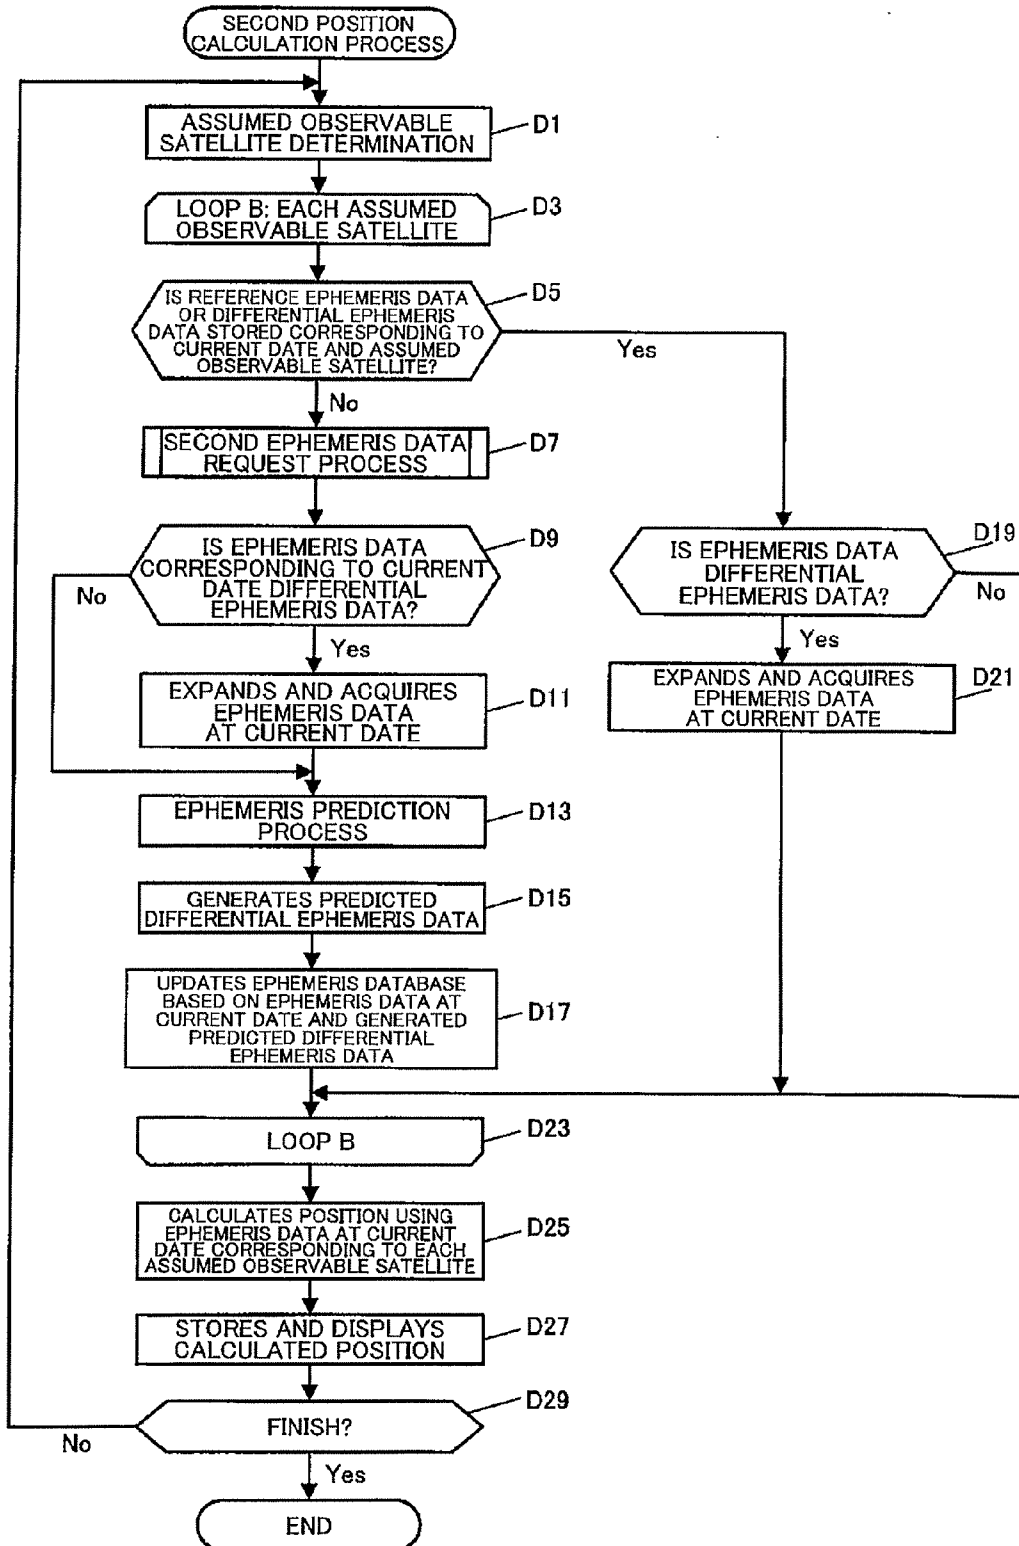 SECOND POSITION
CALCULATION PROCESS
ASSUMED OBSERVABLE
SATELLITE DETERMINATION
D1
LOOP B: EACH ASSUMED
OBSERVABLE SATELLITE
D3
IS REFERENCE EPHEMERIS DATA
OR DIFFERENTIAL EPHEMERIS
DATA STORED CORRESPONDING TO
CURRENT DATE AND ASSUMED
OBSERVABLE SATELLITE?
D5
Yes
No
SECOND EPHEMERIS DATA
REQUEST PROCESS
D7
IS EPHEMERIS DATA
CORRESPONDING TO CURRENT
DATE DIFFERENTIAL
EPHEMERIS DATA?
D9
No
Yes
IS EPHEMERIS DATA
DIFFERENTIAL
EPHEMERIS DATA?
D19
No
Yes
EXPANDS AND ACQUIRES
EPHEMERIS DATA
AT CURRENT DATE
D11
EXPANDS AND ACQUIRES
EPHEMERIS DATA
AT CURRENT DATE
D21
EPHEMERIS PREDICTION
PROCESS
D13
GENERATES PREDICTED
DIFFERENTIAL EPHEMERIS DATA
D15
UPDATES EPHEMERIS DATABASE
BASED ON EPHEMERIS DATA AT
CURRENT DATE AND GENERATED
PREDICTED DIFFERENTIAL
EPHEMERIS DATA
D17
LOOP B
D23
CALCULATES POSITION USING
EPHEMERIS DATA AT CURRENT
DATE CORRESPONDING TO EACH
ASSUMED OBSERVABLE SATELLITE
D25
STORES AND DISPLAYS
CALCULATED POSITION
D27
FINISH?
D29
No
Yes
END